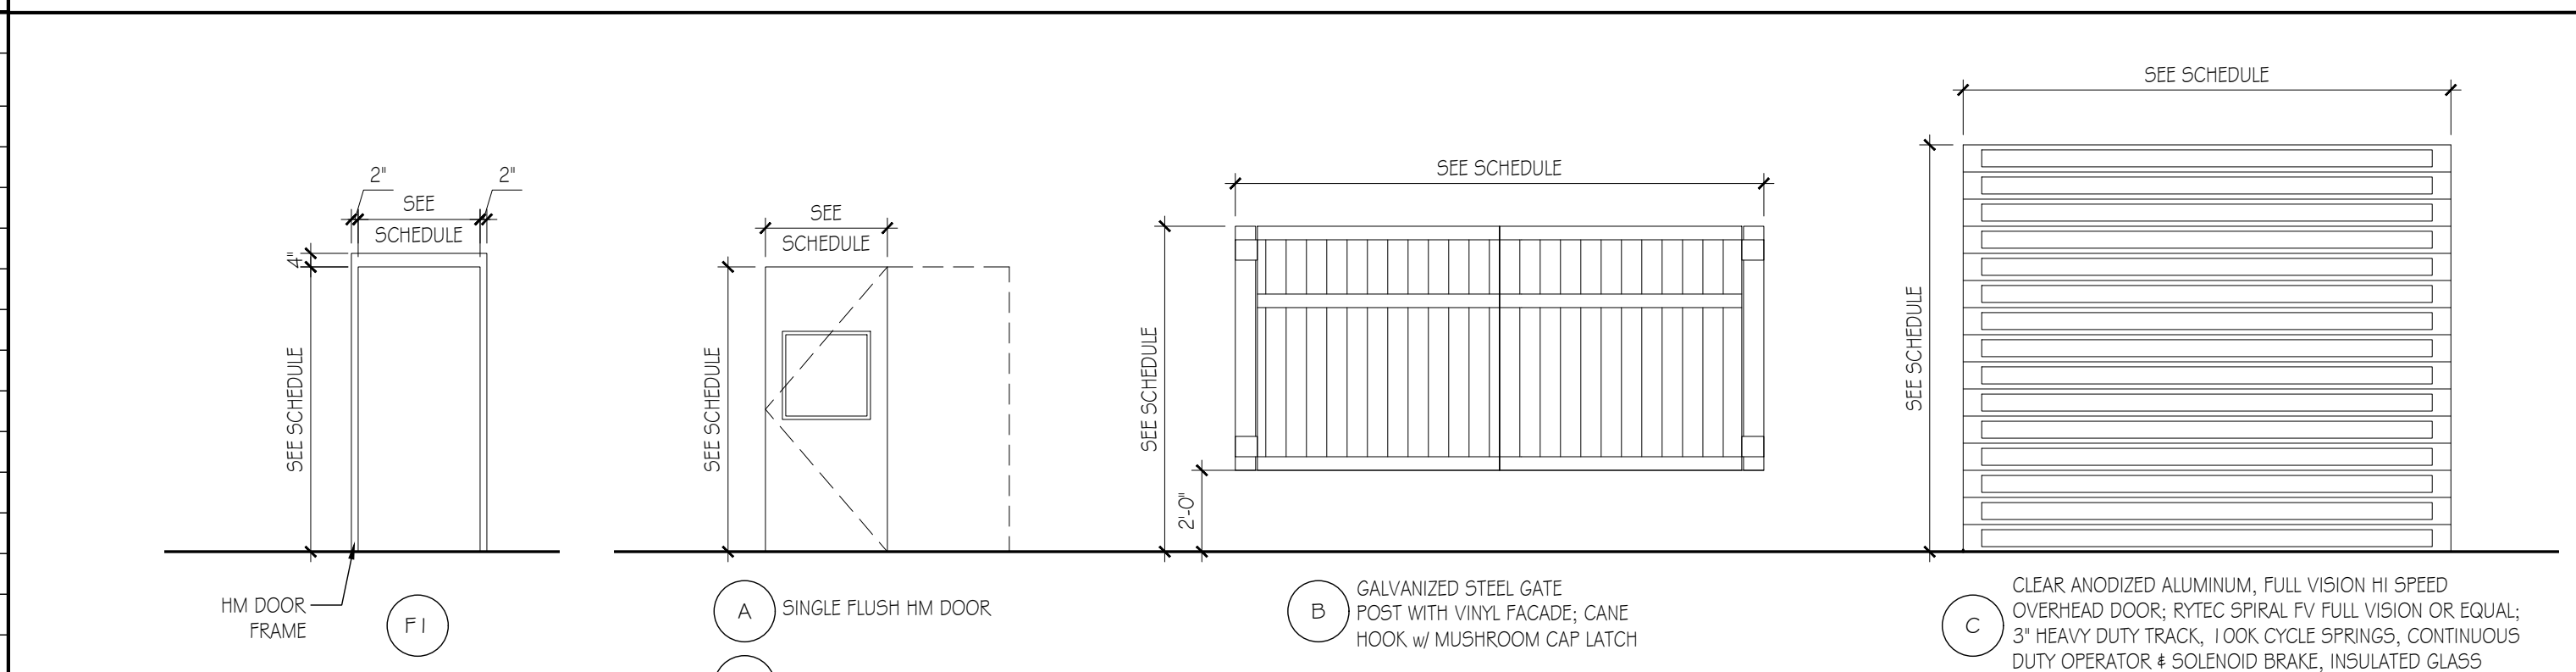 2"
2"
SEE
SCHEDULE
4"
SEE SCHEDULE
HM DOOR
FRAME
F1
SEE
SCHEDULE
SEE SCHEDULE
A
SINGLE FLUSH HM DOOR
SEE SCHEDULE
SEE SCHEDULE
2'-0"
B
GALVANIZED STEEL GATE
POST WITH VINYL FACADE; CANE
HOOK w/ MUSHROOM CAP LATCH
SEE SCHEDULE
SEE SCHEDULE
C
CLEAR ANODIZED ALUMINUM, FULL VISION HI SPEED
OVERHEAD DOOR; RYTEC SPIRAL FV FULL VISION OR EQUAL;
3" HEAVY DUTY TRACK, 100K CYCLE SPRINGS, CONTINUOUS
DUTY OPERATOR & SOLENOID BRAKE, INSULATED GLASS